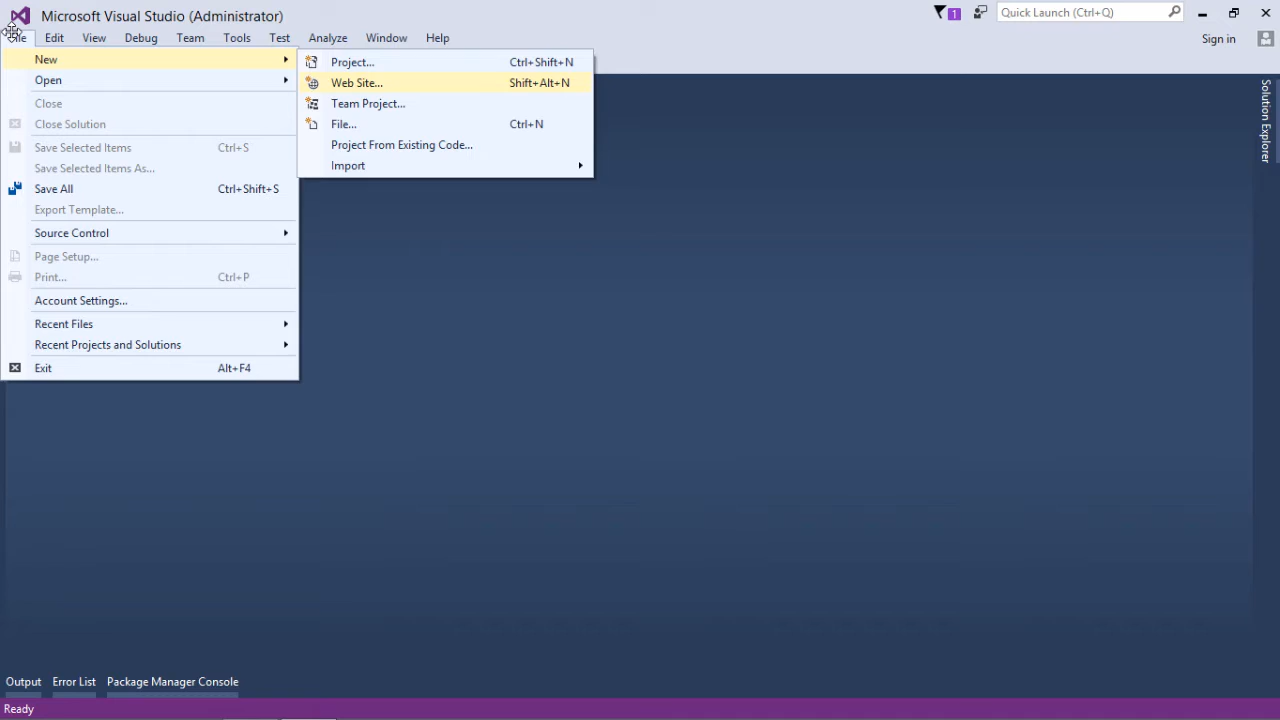 Microsoft Visual Studio (Administrator)
1
Quick Launch (Ctrl+Q)
Edit View Debug Team Tools Test Analyze Window Help
Sign in
New
Open
Close
Close Solution
Save Selected Items Ctrl+S
Save Selected Items As...
Save All Ctrl+Shift+S
Export Template...
Source Control
Page Setup...
Print... Ctrl+P
Account Settings...
Recent Files
Recent Projects and Solutions
Exit Alt+F4
Project... Ctrl+Shift+N
Web Site... Shift+Alt+N
Team Project...
File... Ctrl+N
Project From Existing Code...
Import
Solution Explorer
Output Error List Package Manager Console
Ready